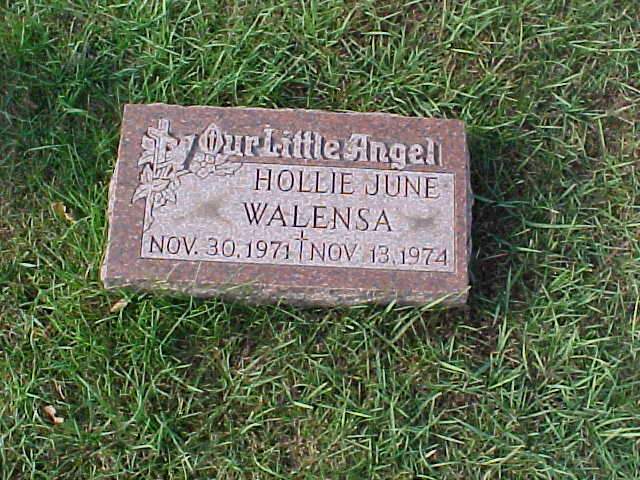 Our Little Angel
HOLLIE JUNE
WALENSA
NOV. 30, 1971 † NOV 13, 1974